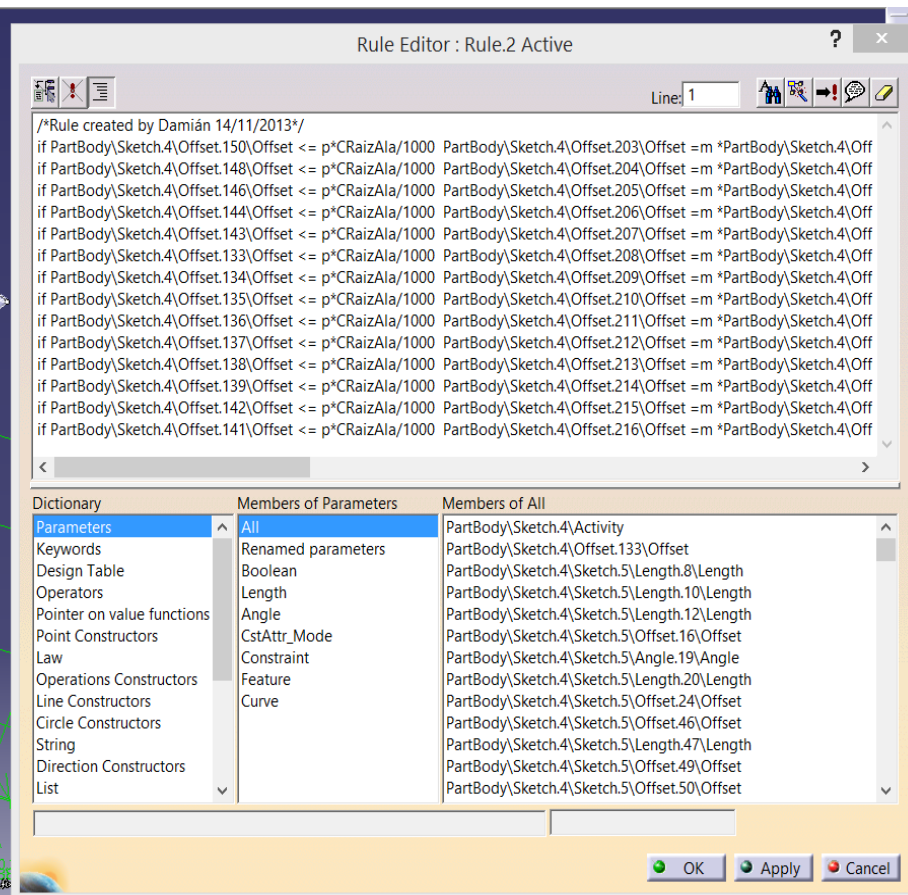 Rule Editor : Rule.2 Active
?
x
Line: 1
/*Rule created by Damián 14/11/2013*/
if PartBody\Sketch.4\Offset.150\Offset <= p*CRaizAla/1000 PartBody\Sketch.4\Offset.203\Offset =m *PartBody\Sketch.4\Off
if PartBody\Sketch.4\Offset.148\Offset <= p*CRaizAla/1000 PartBody\Sketch.4\Offset.204\Offset =m *PartBody\Sketch.4\Off
if PartBody\Sketch.4\Offset.146\Offset <= p*CRaizAla/1000 PartBody\Sketch.4\Offset.205\Offset =m *PartBody\Sketch.4\Off
if PartBody\Sketch.4\Offset.144\Offset <= p*CRaizAla/1000 PartBody\Sketch.4\Offset.206\Offset =m *PartBody\Sketch.4\Off
if PartBody\Sketch.4\Offset.143\Offset <= p*CRaizAla/1000 PartBody\Sketch.4\Offset.207\Offset =m *PartBody\Sketch.4\Off
if PartBody\Sketch.4\Offset.133\Offset <= p*CRaizAla/1000 PartBody\Sketch.4\Offset.208\Offset =m *PartBody\Sketch.4\Off
if PartBody\Sketch.4\Offset.134\Offset <= p*CRaizAla/1000 PartBody\Sketch.4\Offset.209\Offset =m *PartBody\Sketch.4\Off
if PartBody\Sketch.4\Offset.135\Offset <= p*CRaizAla/1000 PartBody\Sketch.4\Offset.210\Offset =m *PartBody\Sketch.4\Off
if PartBody\Sketch.4\Offset.136\Offset <= p*CRaizAla/1000 PartBody\Sketch.4\Offset.211\Offset =m *PartBody\Sketch.4\Off
if PartBody\Sketch.4\Offset.137\Offset <= p*CRaizAla/1000 PartBody\Sketch.4\Offset.212\Offset =m *PartBody\Sketch.4\Off
if PartBody\Sketch.4\Offset.138\Offset <= p*CRaizAla/1000 PartBody\Sketch.4\Offset.213\Offset =m *PartBody\Sketch.4\Off
if PartBody\Sketch.4\Offset.139\Offset <= p*CRaizAla/1000 PartBody\Sketch.4\Offset.214\Offset =m *PartBody\Sketch.4\Off
if PartBody\Sketch.4\Offset.142\Offset <= p*CRaizAla/1000 PartBody\Sketch.4\Offset.215\Offset =m *PartBody\Sketch.4\Off
if PartBody\Sketch.4\Offset.141\Offset <= p*CRaizAla/1000 PartBody\Sketch.4\Offset.216\Offset =m *PartBody\Sketch.4\Off
Dictionary
Parameters
Keywords
Design Table
Operators
Pointer on value functions
Point Constructors
Law
Operations Constructors
Line Constructors
Circle Constructors
String
Direction Constructors
List
Members of Parameters
All
Renamed parameters
Boolean
Length
Angle
CstAttr_Mode
Constraint
Feature
Curve
Members of All
PartBody\Sketch.4\Activity
PartBody\Sketch.4\Offset.133\Offset
PartBody\Sketch.4\Sketch.5\Length.8\Length
PartBody\Sketch.4\Sketch.5\Length.10\Length
PartBody\Sketch.4\Sketch.5\Length.12\Length
PartBody\Sketch.4\Sketch.5\Offset.16\Offset
PartBody\Sketch.4\Sketch.5\Angle.19\Angle
PartBody\Sketch.4\Sketch.5\Length.20\Length
PartBody\Sketch.4\Sketch.5\Offset.24\Offset
PartBody\Sketch.4\Sketch.5\Offset.46\Offset
PartBody\Sketch.4\Sketch.5\Length.47\Length
PartBody\Sketch.4\Sketch.5\Offset.49\Offset
PartBody\Sketch.4\Sketch.5\Offset.50\Offset
OK
Apply
Cancel